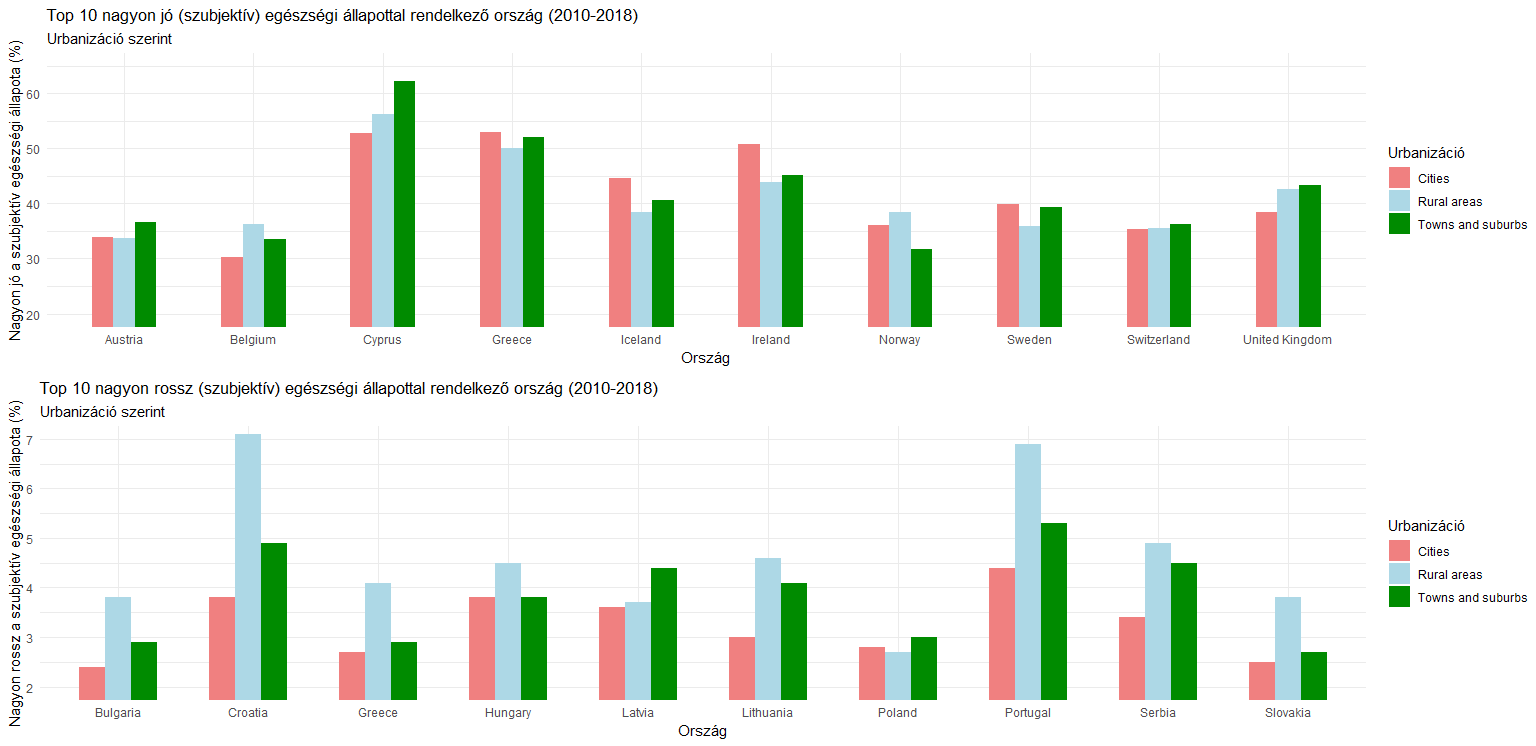 Top 10 nagyon jó (szubjektív) egészségi állapottal rendelkező ország (2010-2018)
Urbanizáció szerint
Nagyon jó a szubjektív egészségi állapota (%)
60
50
40
30
20
Austria
Belgium
Cyprus
Greece
Iceland
Ireland
Norway
Sweden
Switzerland
United Kingdom
Ország
Urbanizáció
Cities
Rural areas
Towns and suburbs
Top 10 nagyon rossz (szubjektív) egészségi állapottal rendelkező ország (2010-2018)
Urbanizáció szerint
Nagyon rossz a szubjektív egészségi állapota (%)
7
6
5
4
3
2
Bulgaria
Croatia
Greece
Hungary
Latvia
Lithuania
Poland
Portugal
Serbia
Slovakia
Ország
Urbanizáció
Cities
Rural areas
Towns and suburbs